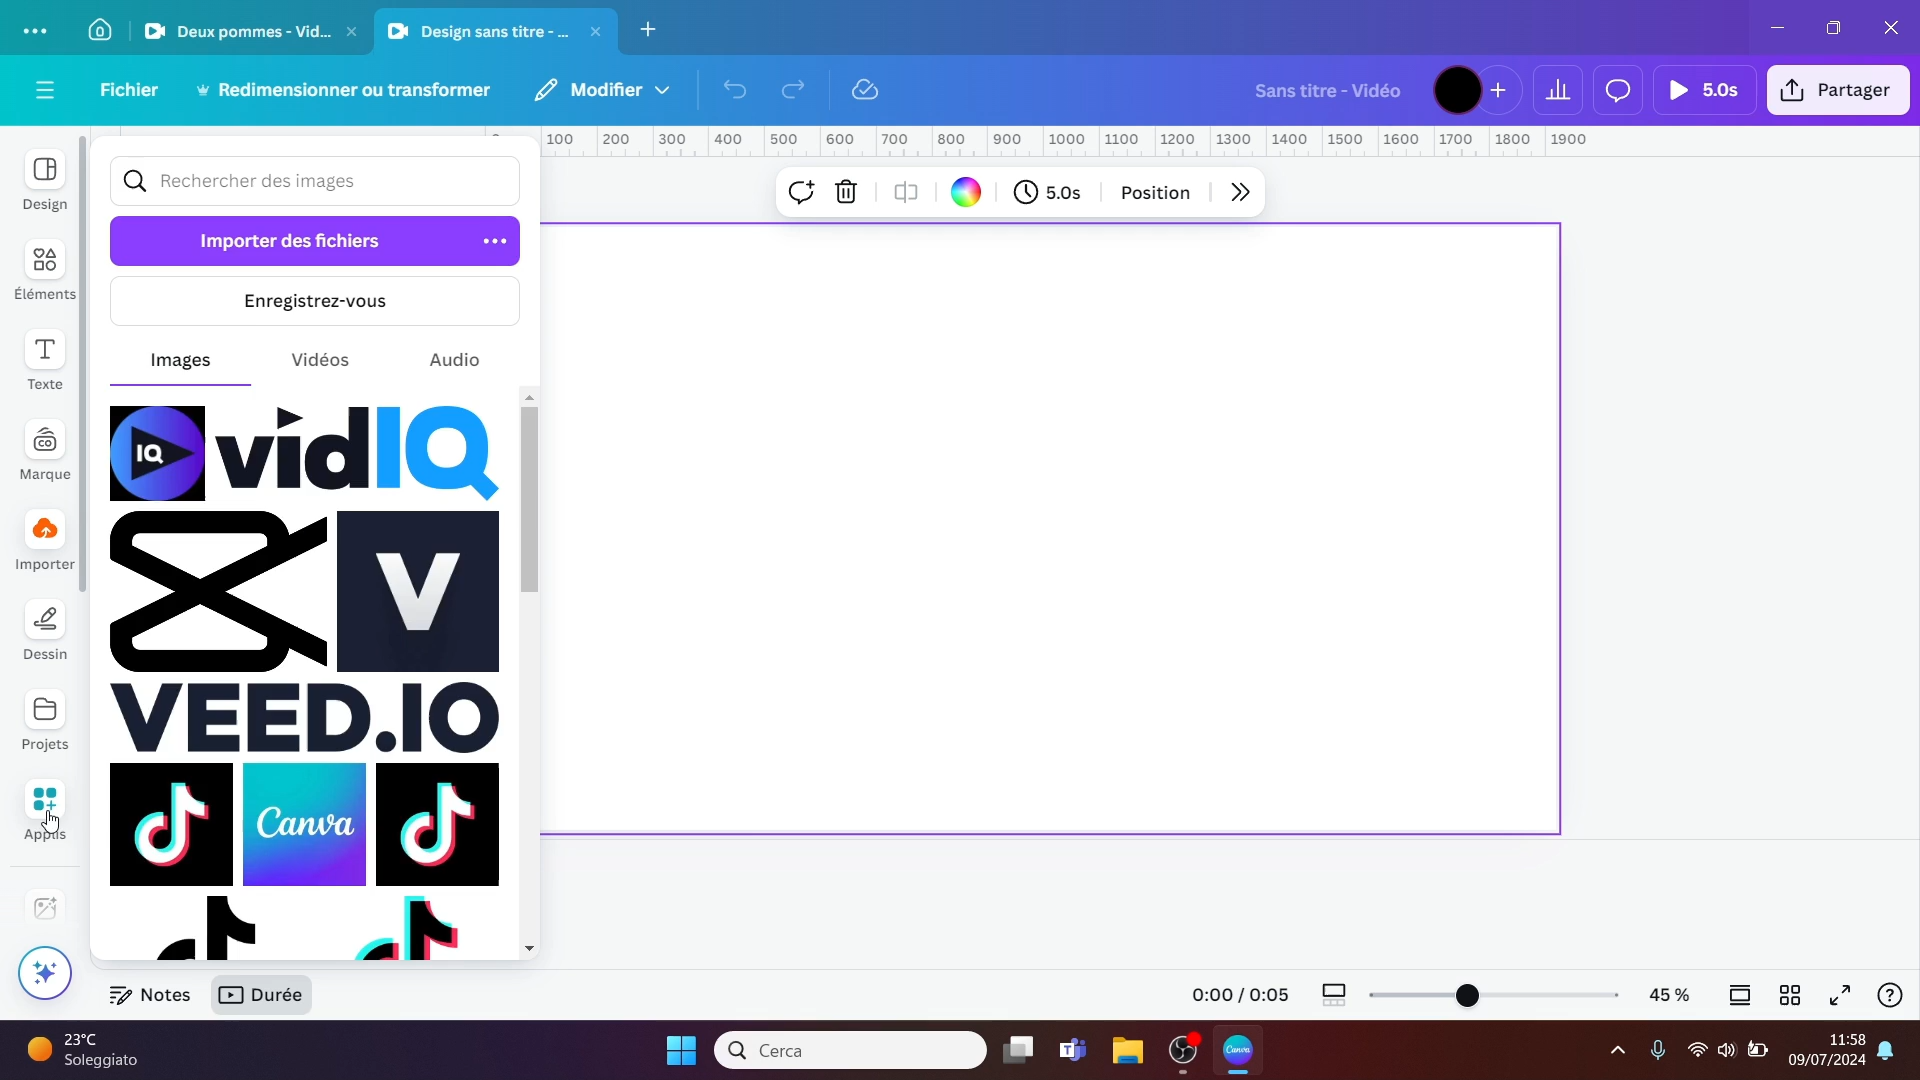 Deux pommes - Vid...
Design sans titre - ...
Fichier
Redimensionner ou transformer
Modifier
Sans titre - Vidéo
5.0s
Partager
100 200 300 400 500 600 700 800 900 1000 1100 1200 1300 1400 1500 1600 1700 1800 1900
Design
Éléments
Texte
Marque
Importer
Dessin
Projets
Applis
Rechercher des images
Importer des fichiers
Enregistrez-vous
Images
Vidéos
Audio
IQ
vidIQ
V
VEED.IO
Canva
5.0s
Position
Notes
Durée
0:00 / 0:05
45 %
23°C
Soleggiato
Cerca
Canva
11:58
09/07/2024